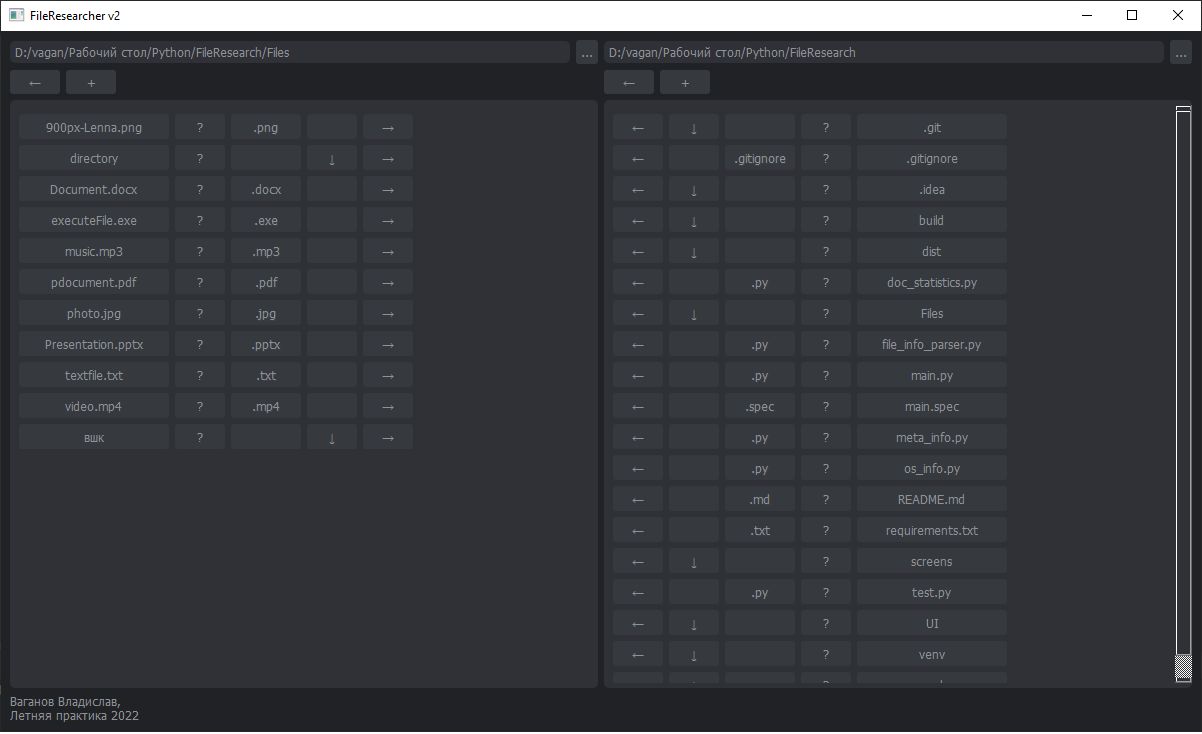 FileResearcher v2
D:/vagan/Рабочий стол/Python/FileResearch/Files ...
D:/vagan/Рабочий стол/Python/FileResearch ...
← +
← +
900px-Lenna.png ? .png →
directory ? ↓ →
Document.docx ? .docx →
executeFile.exe ? .exe →
music.mp3 ? .mp3 →
pdocument.pdf ? .pdf →
photo.jpg ? .jpg →
Presentation.pptx ? .pptx →
textfile.txt ? .txt →
video.mp4 ? .mp4 →
вшк ? ↓ →
← ↓ ? .git
← .gitignore ? .gitignore
← ↓ ? .idea
← ↓ ? build
← ↓ ? dist
← .py ? doc_statistics.py
← ↓ ? Files
← .py ? file_info_parser.py
← .py ? main.py
← .spec ? main.spec
← .py ? meta_info.py
← .py ? os_info.py
← .md ? README.md
← .txt ? requirements.txt
← ↓ ? screens
← .py ? test.py
← ↓ ? UI
← ↓ ? venv
Ваганов Владислав,
Летняя практика 2022